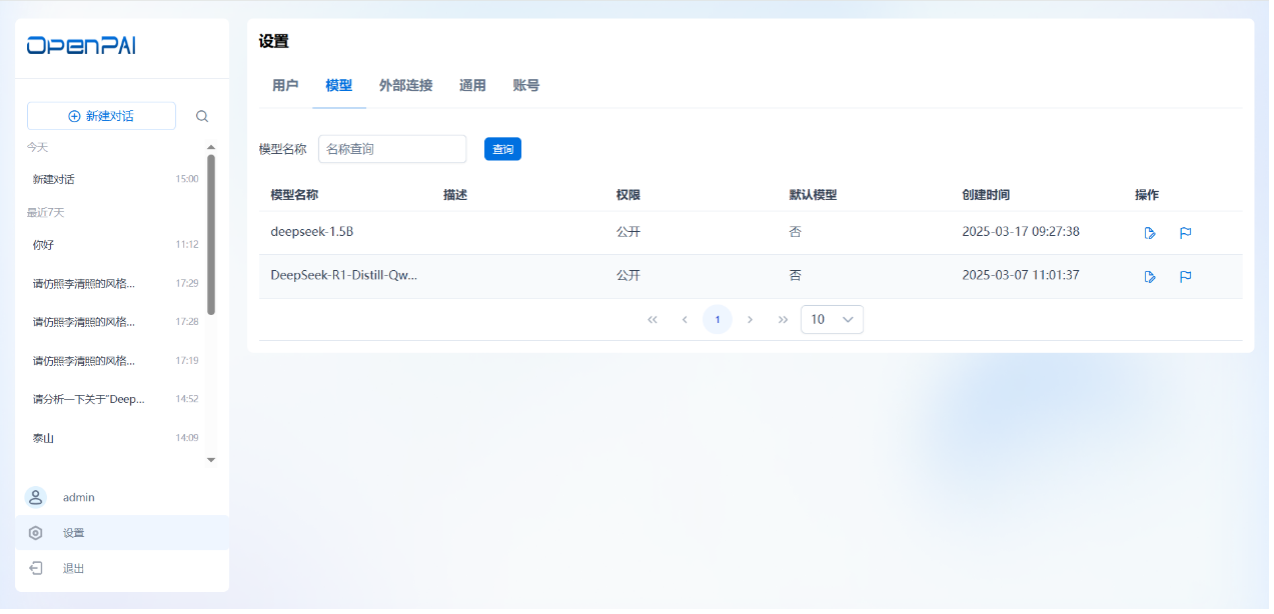 OpenPAI
新建对话
今天
新建对话 15:00
最近7天
你好 11:12
请仿照李清照的风格... 17:29
请仿照李清照的风格... 17:28
请仿照李清照的风格... 17:19
请分析一下关于“Deep... 14:52
泰山 14:09
admin
设置
退出
设置
用户 模型 外部连接 通用 账号
模型名称 名称查询 查询
模型名称 描述 权限 默认模型 创建时间 操作
deepseek-1.5B 公开 否 2025-03-17 09:27:38
DeepSeek-R1-Distill-Qw... 公开 否 2025-03-07 11:01:37
1 10